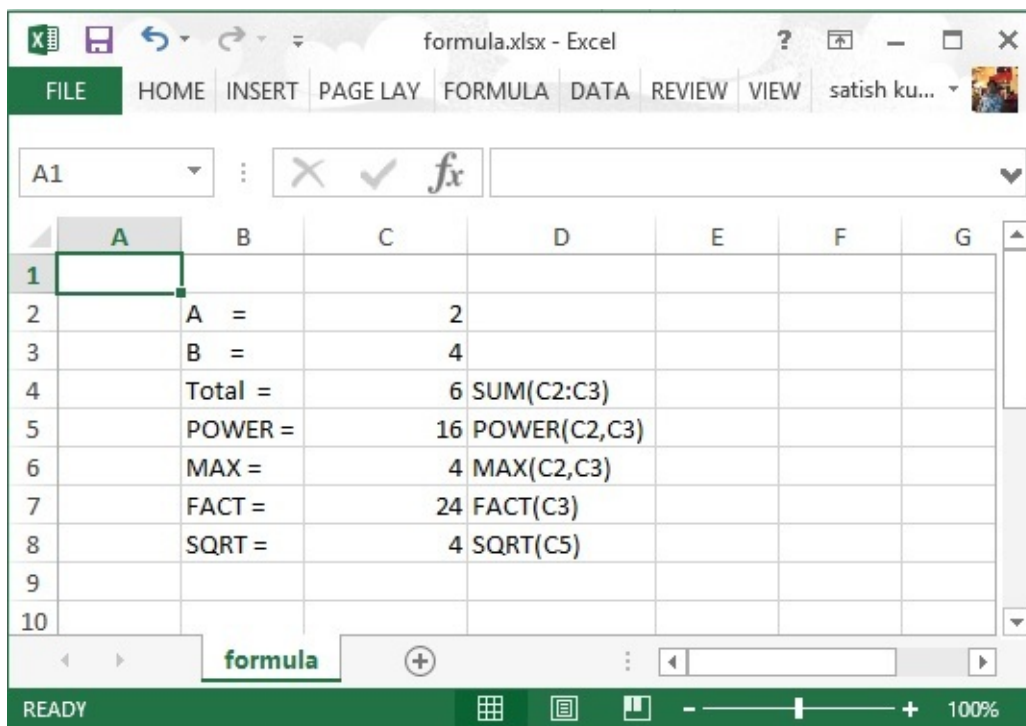 formula.xlsx - Excel ?
FILE HOME INSERT PAGE LAY FORMULA DATA REVIEW VIEW satish ku...
A1 fx
A B C D E F G
1
2 A = 2
3 B = 4
4 Total = 6 SUM(C2:C3)
5 POWER = 16 POWER(C2,C3)
6 MAX = 4 MAX(C2,C3)
7 FACT = 24 FACT(C3)
8 SQRT = 4 SQRT(C5)
9
10
formula
READY 100%